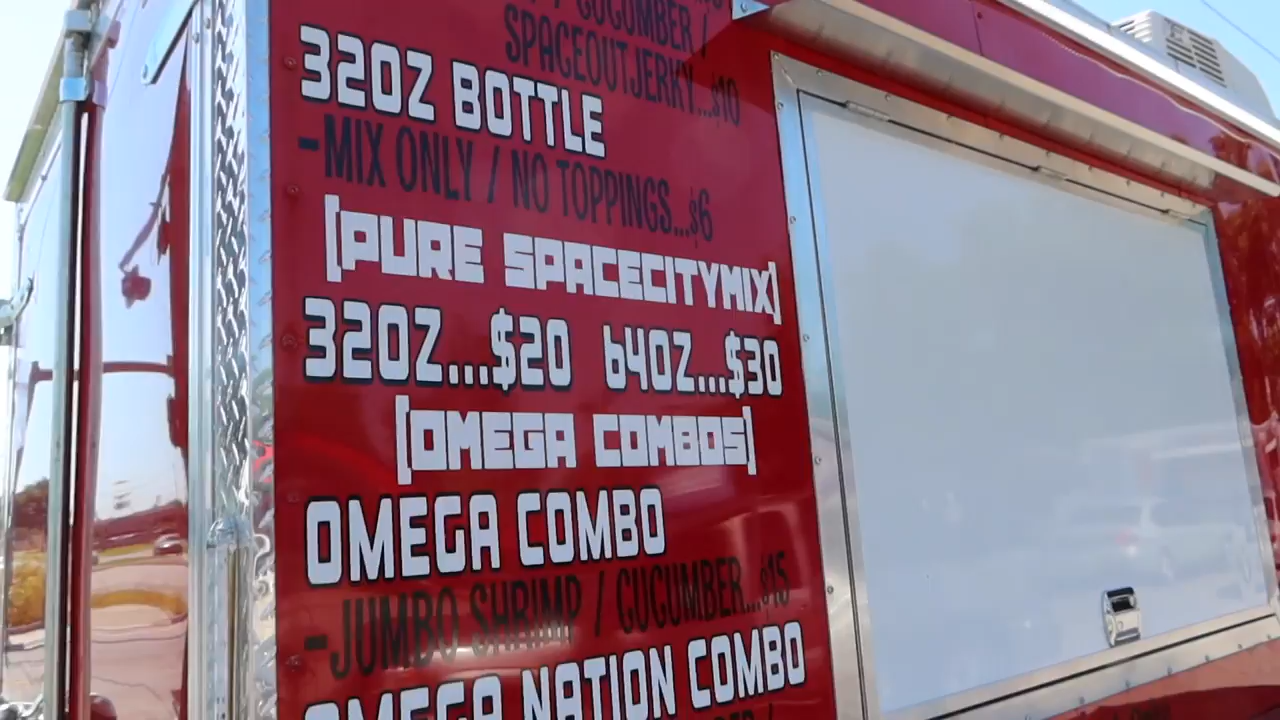 / CUCUMBER /
SPACEOUTJERKY...$10
32OZ BOTTLE
-MIX ONLY / NO TOPPINGS...$6
[PURE SPACECITYMIX]
32OZ...$20 64OZ...$30
[OMEGA COMBOS]
OMEGA COMBO
-JUMBO SHRIMP / CUCUMBER...$15
OMEGA NATION COMBO